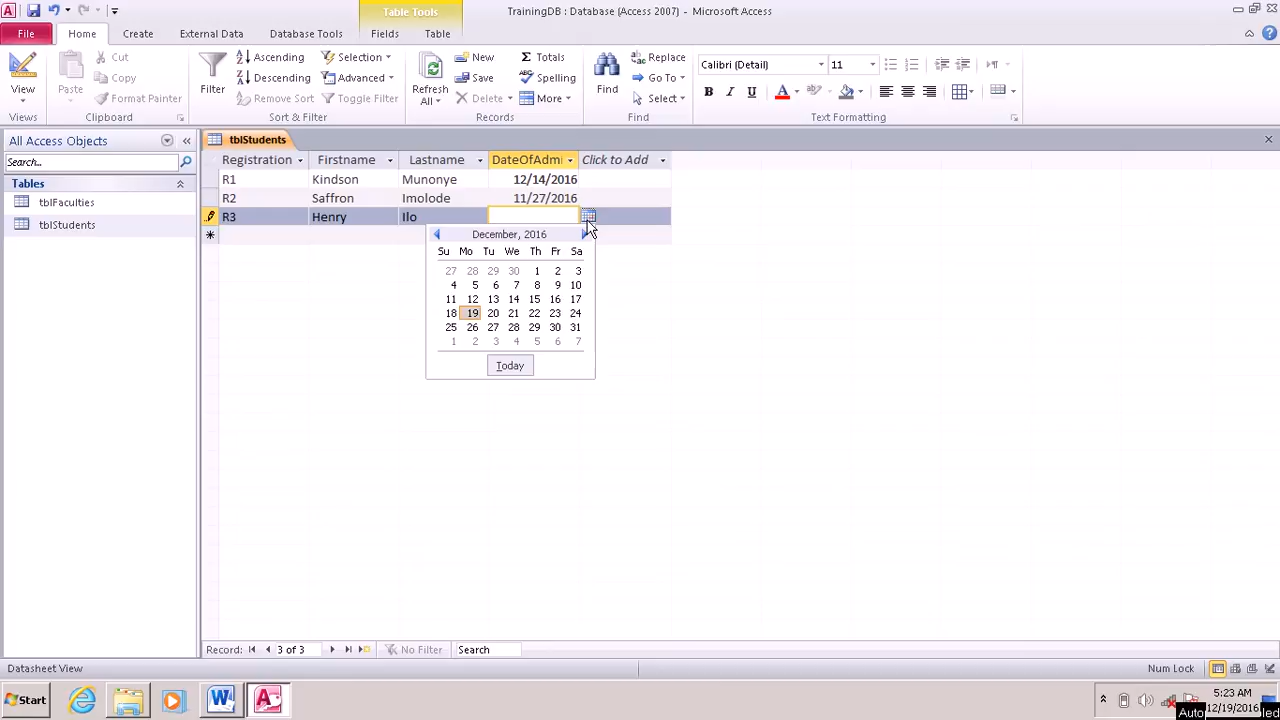 Table Tools
TrainingDB : Database (Access 2007) - Microsoft Access
File Home Create External Data Database Tools Fields Table
View
Views
Paste
Cut
Copy
Format Painter
Clipboard
Filter
Ascending
Descending
Remove Sort
Selection
Advanced
Toggle Filter
Sort & Filter
Refresh
All
New
Save
Delete
Totals
Spelling
More
Records
Find
Replace
Go To
Select
Find
Calibri (Detail) 11
B I U A
Text Formatting
All Access Objects
Search...
Tables
tblFaculties
tblStudents
tblStudents
Registration Firstname Lastname DateOfAdmi Click to Add
R1 Kindson Munonye 12/14/2016
R2 Saffron Imolode 11/27/2016
R3 Henry Ilo
December, 2016
Su Mo Tu We Th Fr Sa
27 28 29 30 1 2 3
4 5 6 7 8 9 10
11 12 13 14 15 16 17
18 19 20 21 22 23 24
25 26 27 28 29 30 31
1 2 3 4 5 6 7
Today
Record: 3 of 3 No Filter Search
Datasheet View Num Lock
Start 5:23 AM
12/19/2016